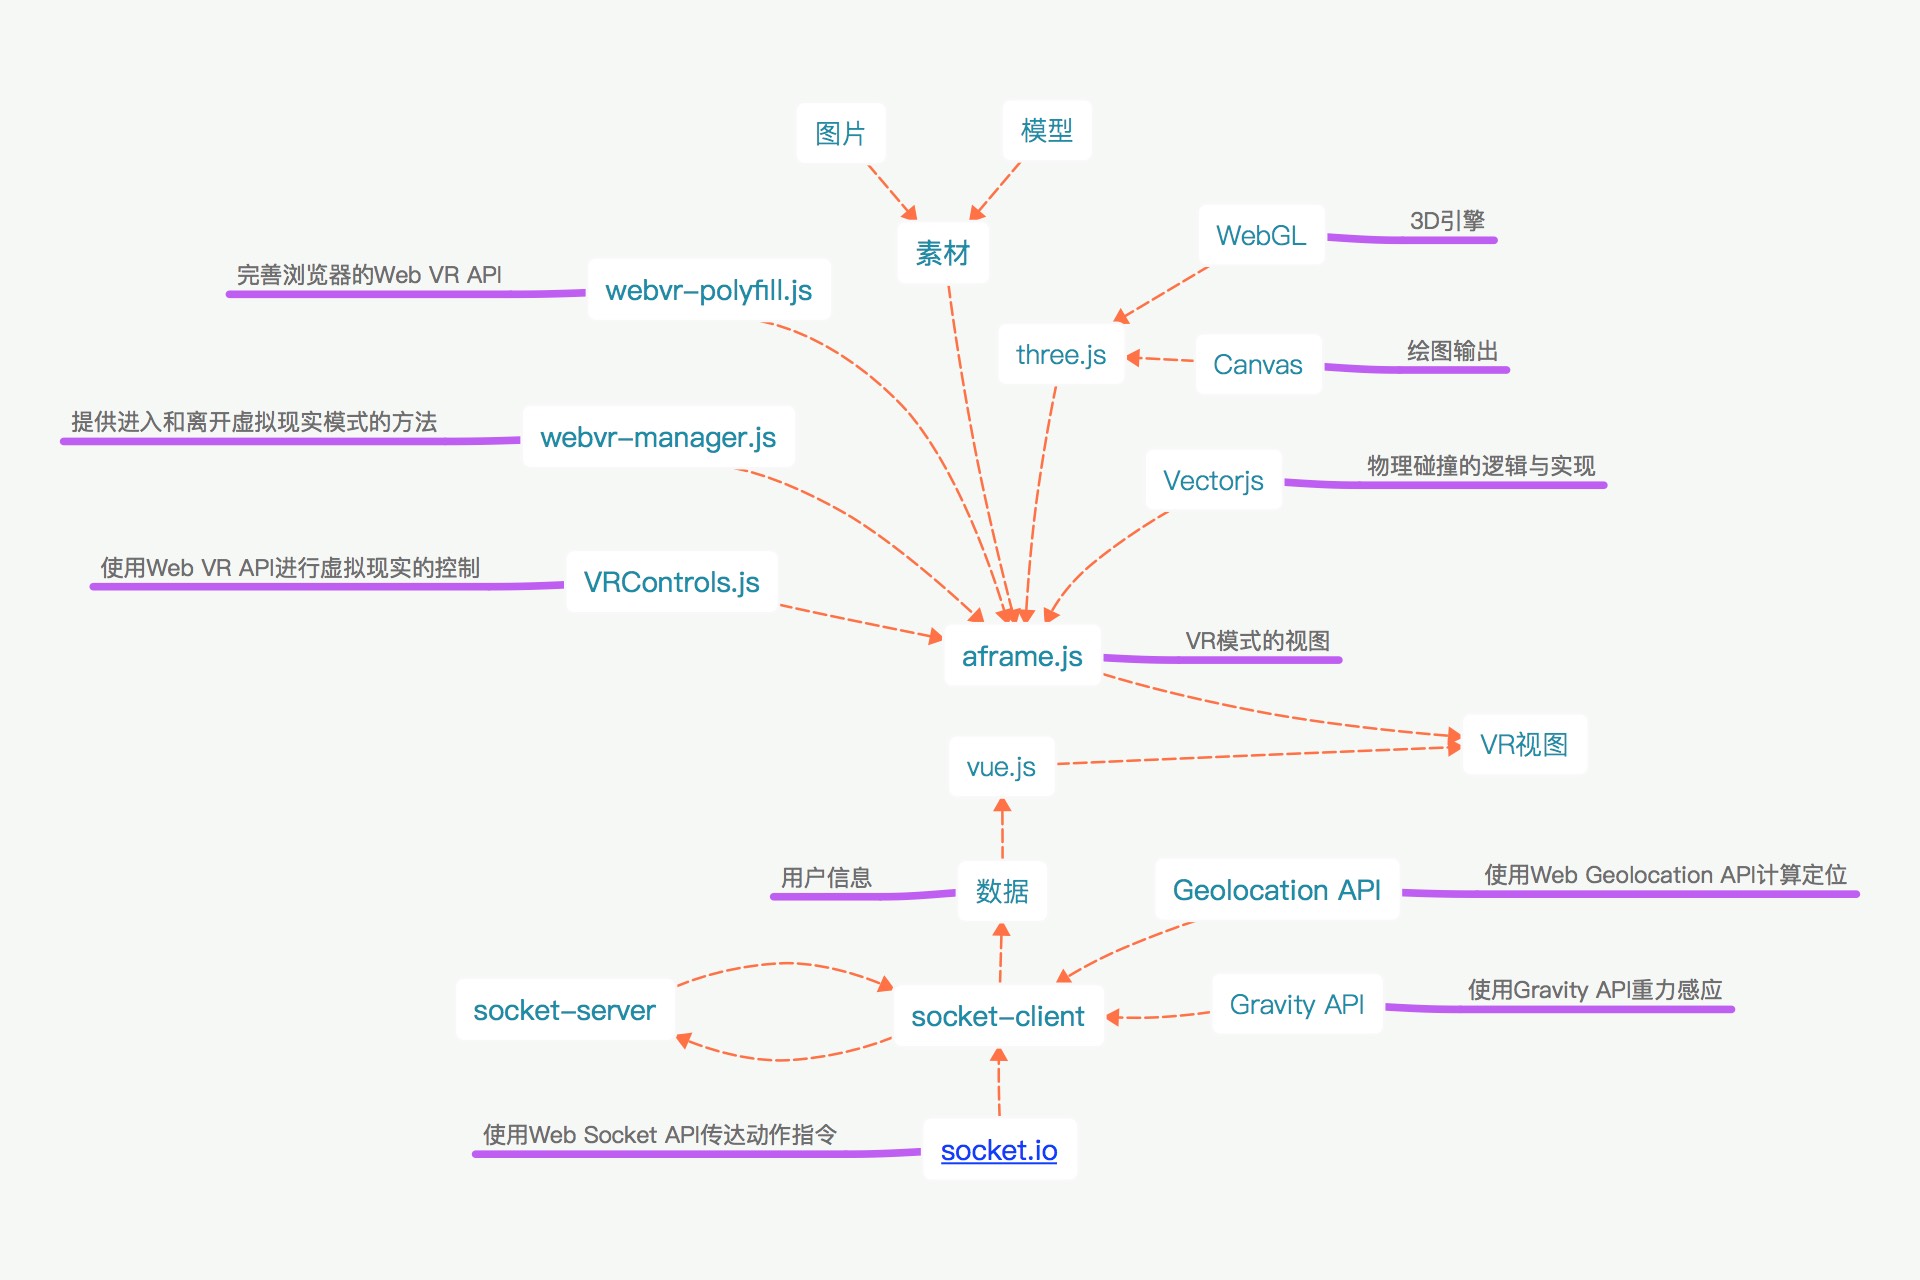 图片
模型
素材
WebGL
3D引擎
完善浏览器的Web VR API
webvr-polyfill.js
three.js
Canvas
绘图输出
提供进入和离开虚拟现实模式的方法
webvr-manager.js
Vectorjs
物理碰撞的逻辑与实现
使用Web VR API进行虚拟现实的控制
VRControls.js
aframe.js
VR模式的视图
VR视图
vue.js
用户信息
数据
Geolocation API
使用Web Geolocation API计算定位
socket-server
socket-client
Gravity API
使用Gravity API重力感应
使用Web Socket API传达动作指令
socket.io